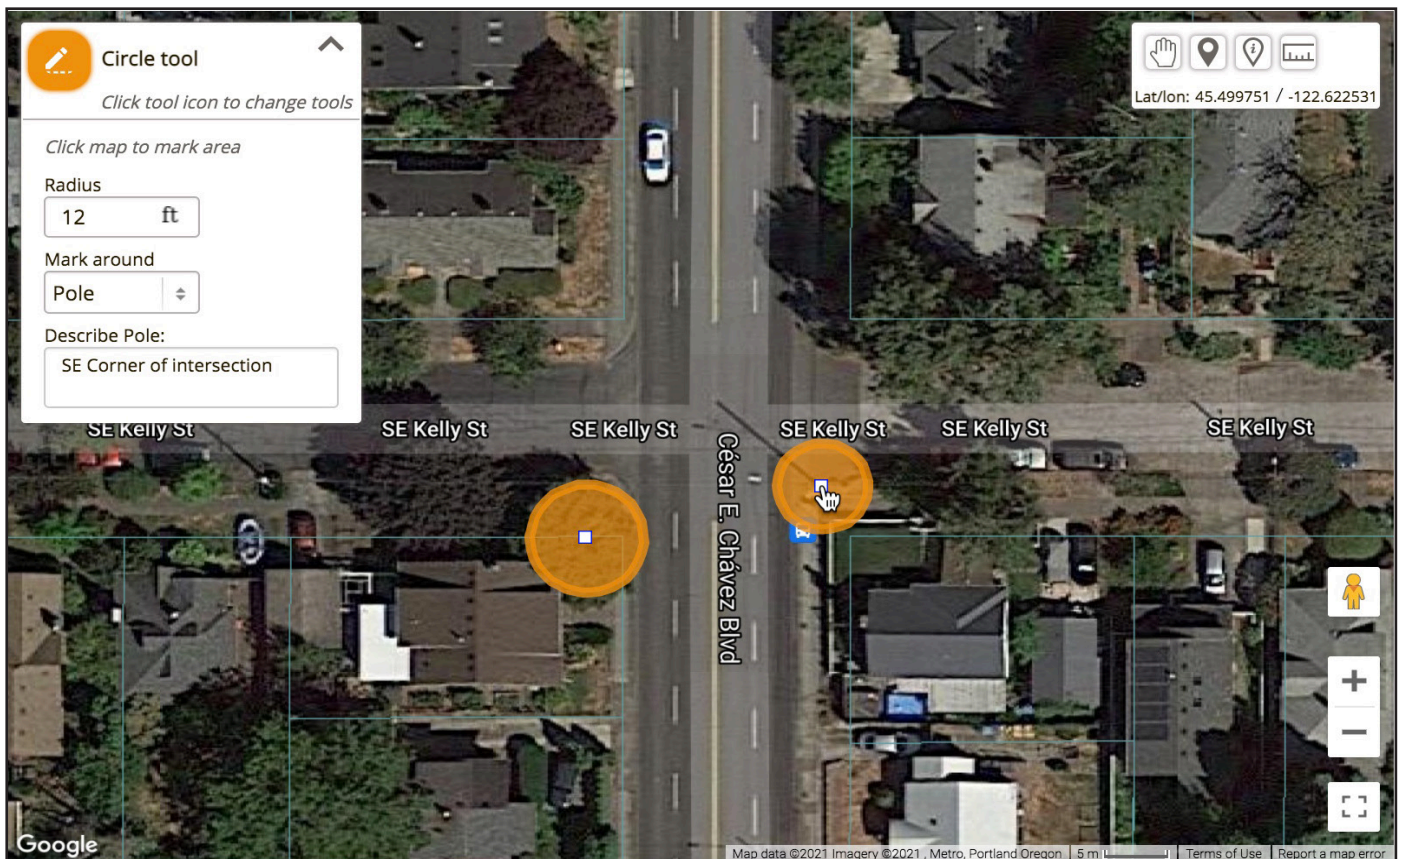 Circle tool
Click tool icon to change tools
Click map to mark area
Radius
12 ft
Mark around
Pole
Describe Pole:
SE Corner of intersection
Lat/lon: 45.499751 / -122.622531
SE Kelly St
SE Kelly St
SE Kelly St
SE Kelly St
SE Kelly St
SE Kelly St
César E. Chávez Blvd
Google
Map data ©2021 Imagery ©2021 , Metro, Portland Oregon 5 m Terms of Use Report a map error